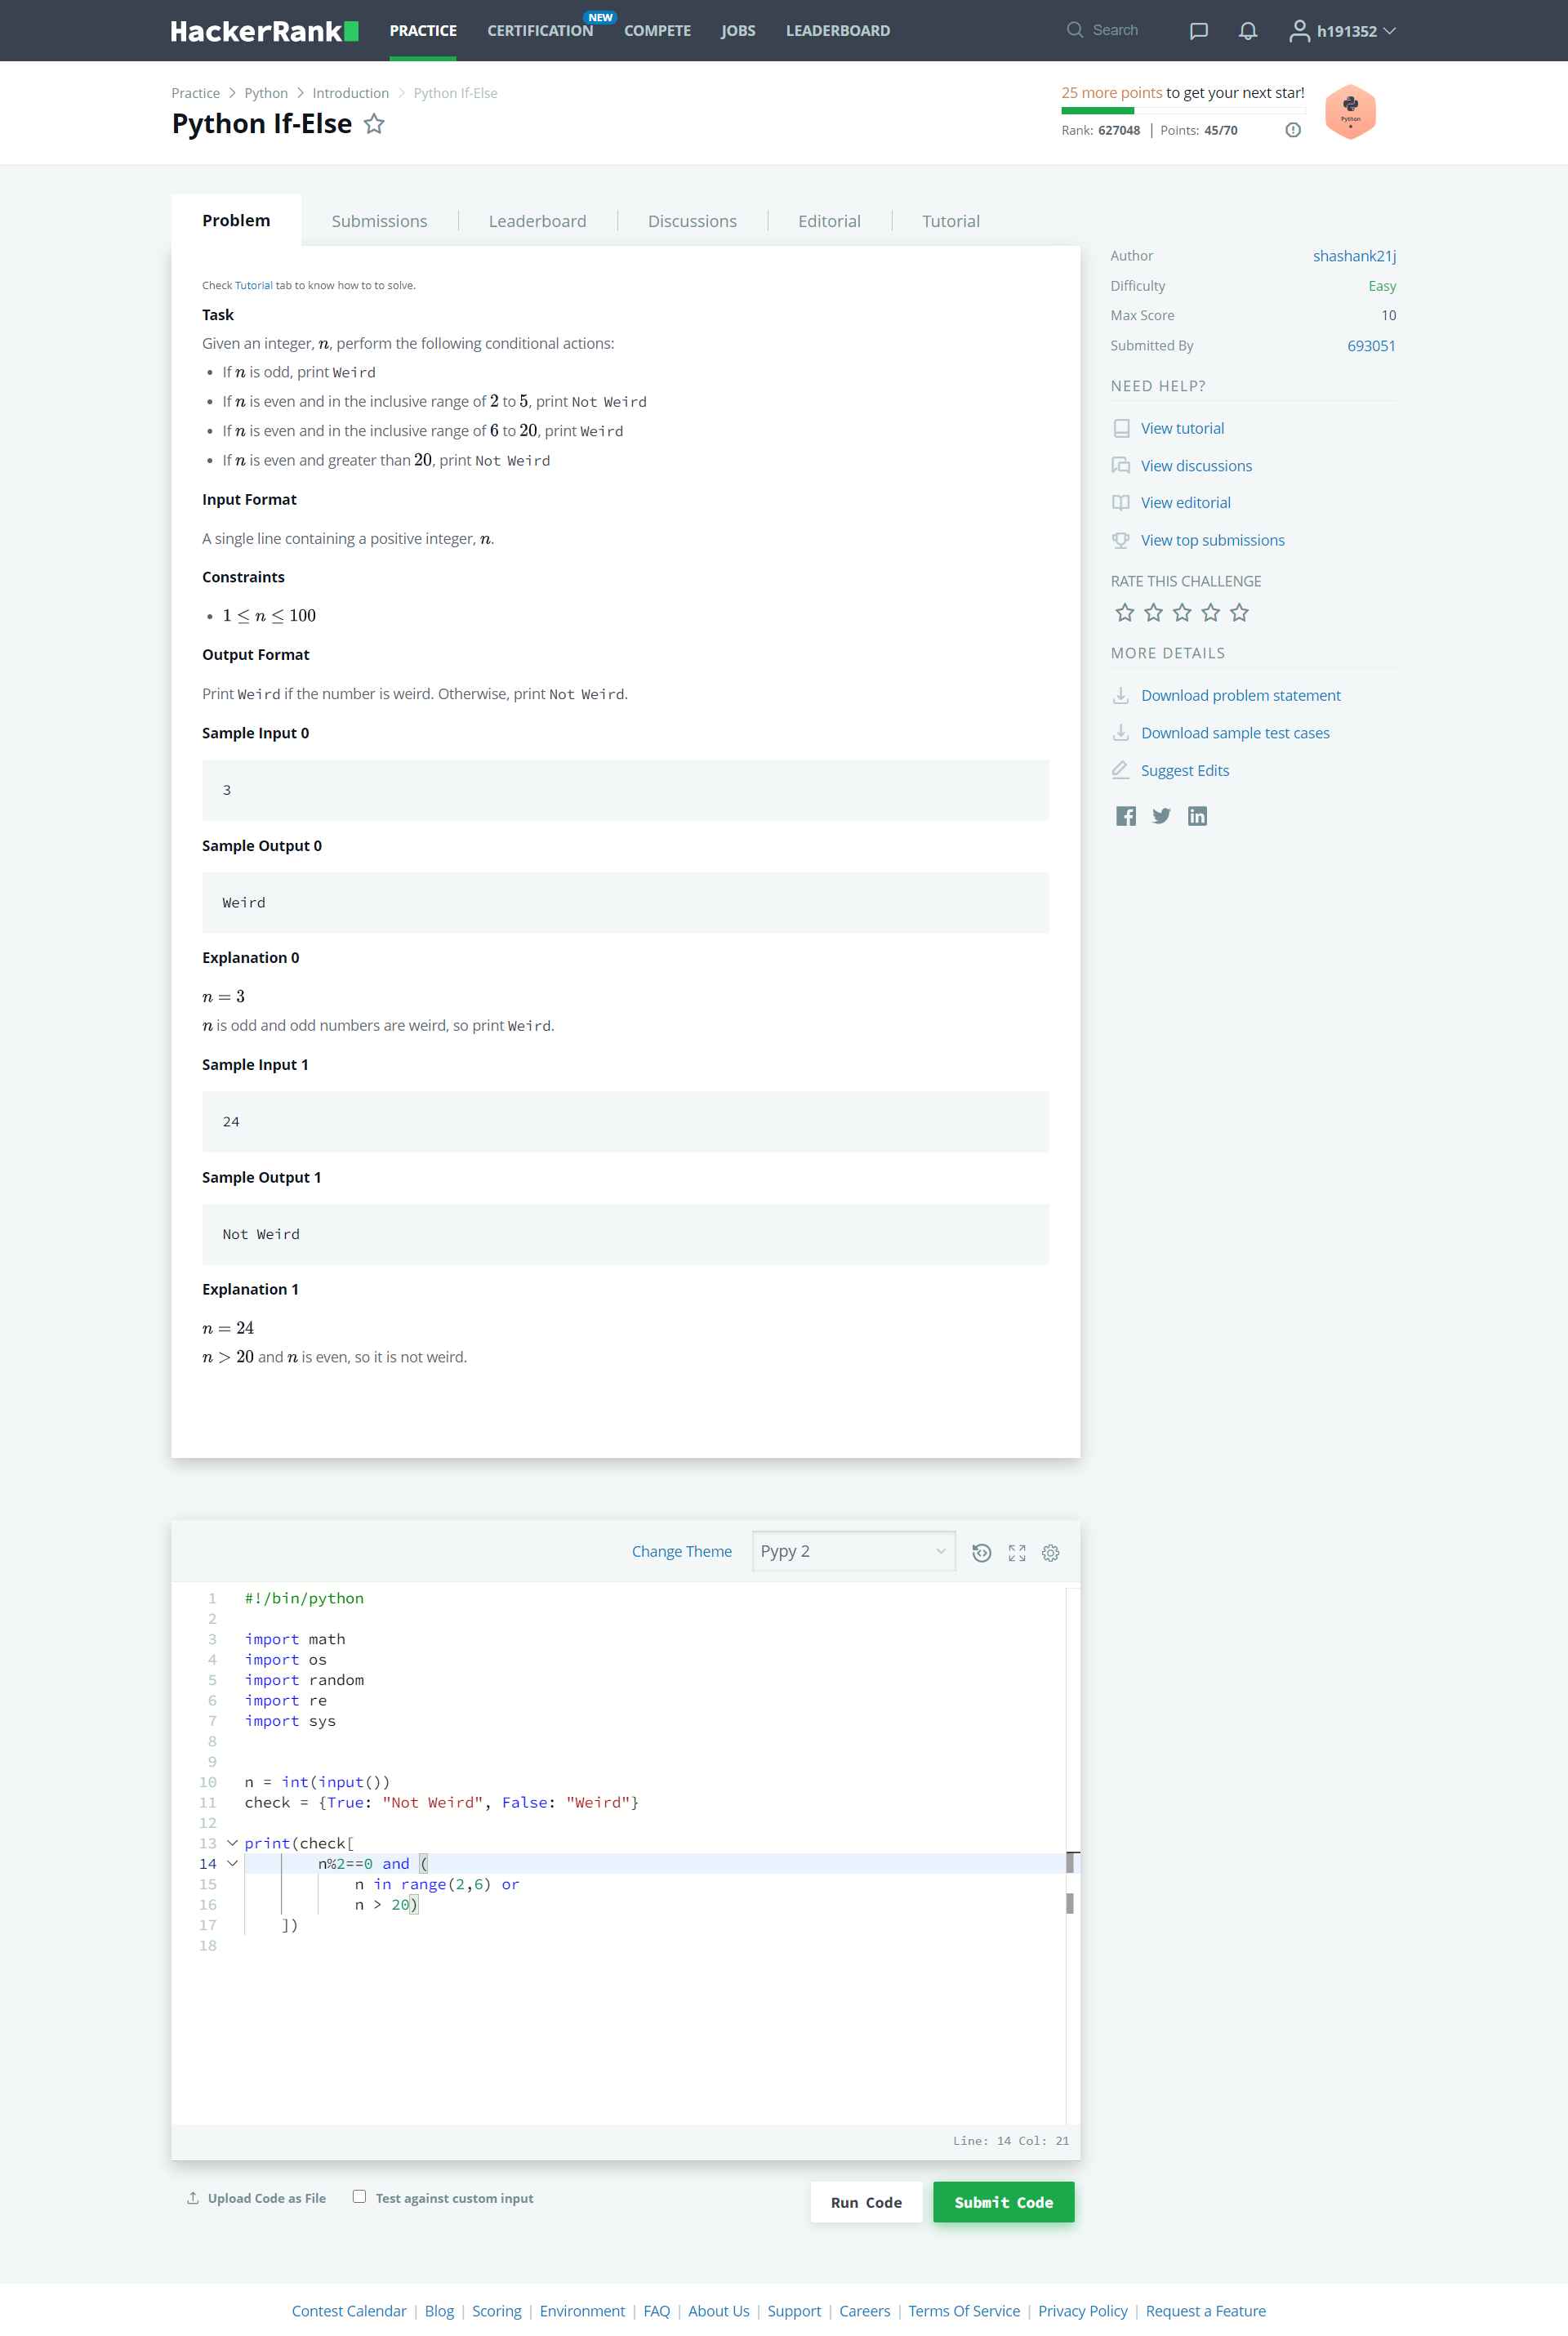 HackerRank PRACTICE CERTIFICATION NEW COMPETE JOBS LEADERBOARD Search h191352
Practice > Python > Introduction > Python If-Else
Python If-Else
25 more points to get your next star!
Rank: 627048 | Points: 45/70
Python
Problem Submissions Leaderboard Discussions Editorial Tutorial
Check Tutorial tab to know how to to solve.
Task
Given an integer, n, perform the following conditional actions:
• If n is odd, print Weird
• If n is even and in the inclusive range of 2 to 5, print Not Weird
• If n is even and in the inclusive range of 6 to 20, print Weird
• If n is even and greater than 20, print Not Weird
Input Format
A single line containing a positive integer, n.
Constraints
• 1 ≤ n ≤ 100
Output Format
Print Weird if the number is weird. Otherwise, print Not Weird.
Sample Input 0
3
Sample Output 0
Weird
Explanation 0
n = 3
n is odd and odd numbers are weird, so print Weird.
Sample Input 1
24
Sample Output 1
Not Weird
Explanation 1
n = 24
n > 20 and n is even, so it is not weird.
Author shashank21j
Difficulty Easy
Max Score 10
Submitted By 693051
NEED HELP?
View tutorial
View discussions
View editorial
View top submissions
RATE THIS CHALLENGE
MORE DETAILS
Download problem statement
Download sample test cases
Suggest Edits
Change Theme Pypy 2
1 #!/bin/python
2
3 import math
4 import os
5 import random
6 import re
7 import sys
8
9
10 n = int(input())
11 check = {True: "Not Weird", False: "Weird"}
12
13 print(check[
14 n%2==0 and (
15 n in range(2,6) or
16 n > 20)
17 ])
18
Line: 14 Col: 21
Upload Code as File Test against custom input Run Code Submit Code
Contest Calendar | Blog | Scoring | Environment | FAQ | About Us | Support | Careers | Terms Of Service | Privacy Policy | Request a Feature